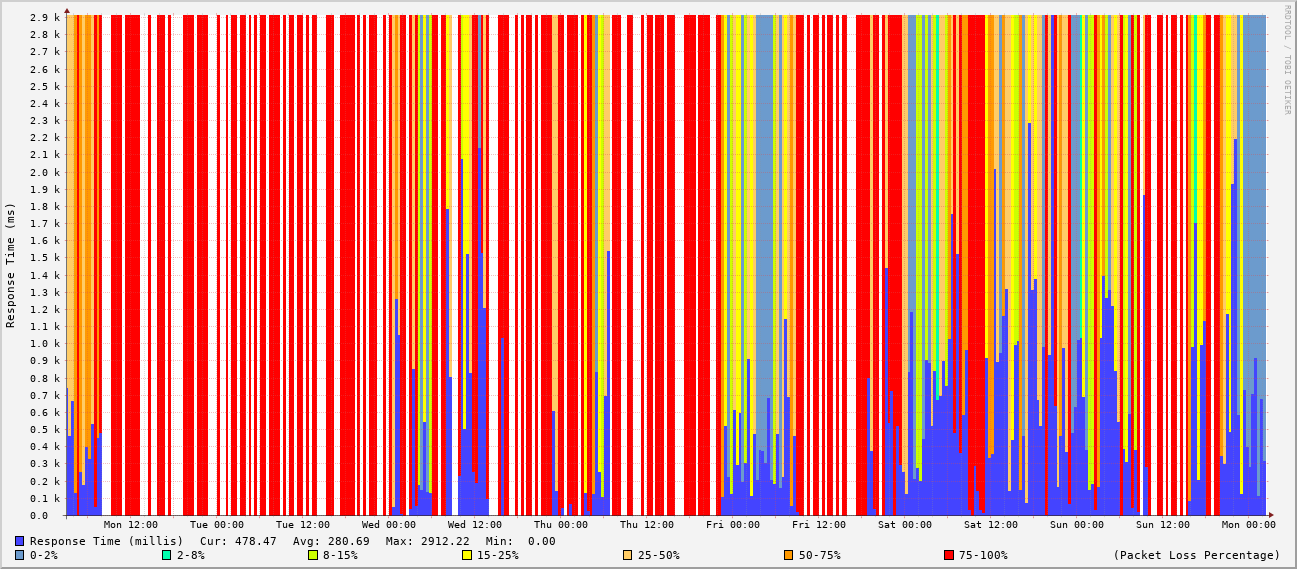 RRDTOOL / TOBI OETIKER
Response Time (ms)
2.9 k
2.8 k
2.7 k
2.6 k
2.5 k
2.4 k
2.3 k
2.2 k
2.1 k
2.0 k
1.9 k
1.8 k
1.7 k
1.6 k
1.5 k
1.4 k
1.3 k
1.2 k
1.1 k
1.0 k
0.9 k
0.8 k
0.7 k
0.6 k
0.5 k
0.4 k
0.3 k
0.2 k
0.1 k
0.0
Mon 12:00 Tue 00:00 Tue 12:00 Wed 00:00 Wed 12:00 Thu 00:00 Thu 12:00 Fri 00:00 Fri 12:00 Sat 00:00 Sat 12:00 Sun 00:00 Sun 12:00 Mon 00:00
Response Time (millis) Cur: 478.47 Avg: 280.69 Max: 2912.22 Min: 0.00
0-2% 2-8% 8-15% 15-25% 25-50% 50-75% 75-100% (Packet Loss Percentage)